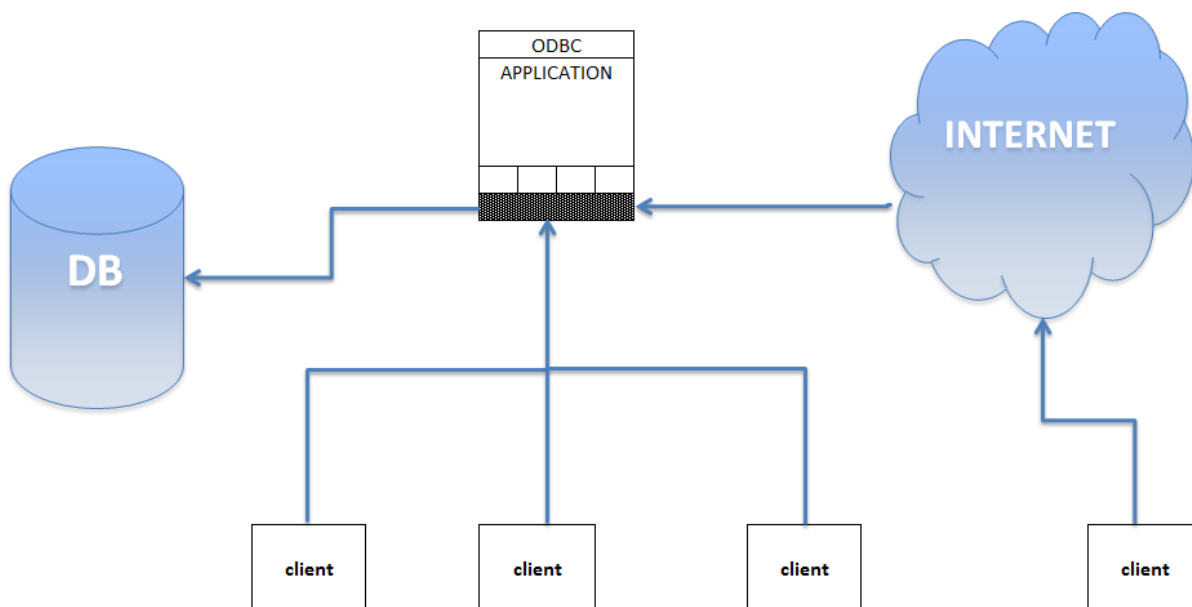 ODBC
APPLICATION
INTERNET
DB
client
client
client
client